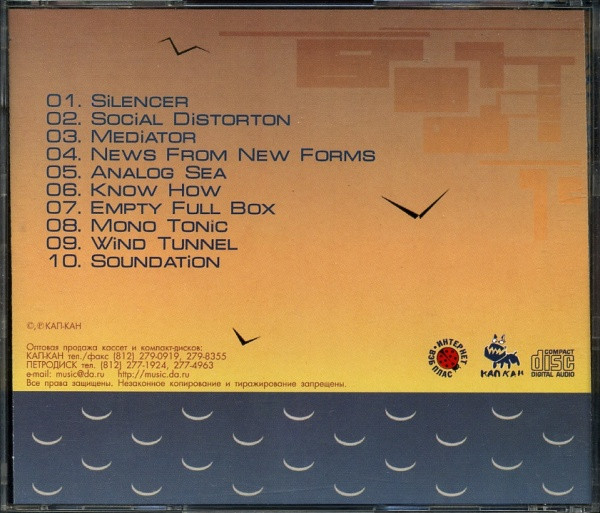 01. SiLENCER
02. SOCiAL DiSTORTON
03. MEDiATOR
04. NEWS FROM NEW FORMS
05. ANALOG SEA
06. KNOW HOW
07. EMPTY FULL BOX
08. MONO TONiC
09. WiND TUNNEL
10. SOUNDATiON
©,℗ КАП-КАН
Оптовая продажа кассет и компакт-дисков:
КАП-КАН тел./факс (812) 279-0919, 279-8355
ПЕТРОДИСК тел. (812) 277-1924, 277-4963
e-mail: music@da.ru http://music.da.ru
Все права защищены. Незаконное копирование и тиражирование запрещены.
ИНТЕРНЕТ
КАП КАН
COMPACT
disc
DIGITAL AUDIO